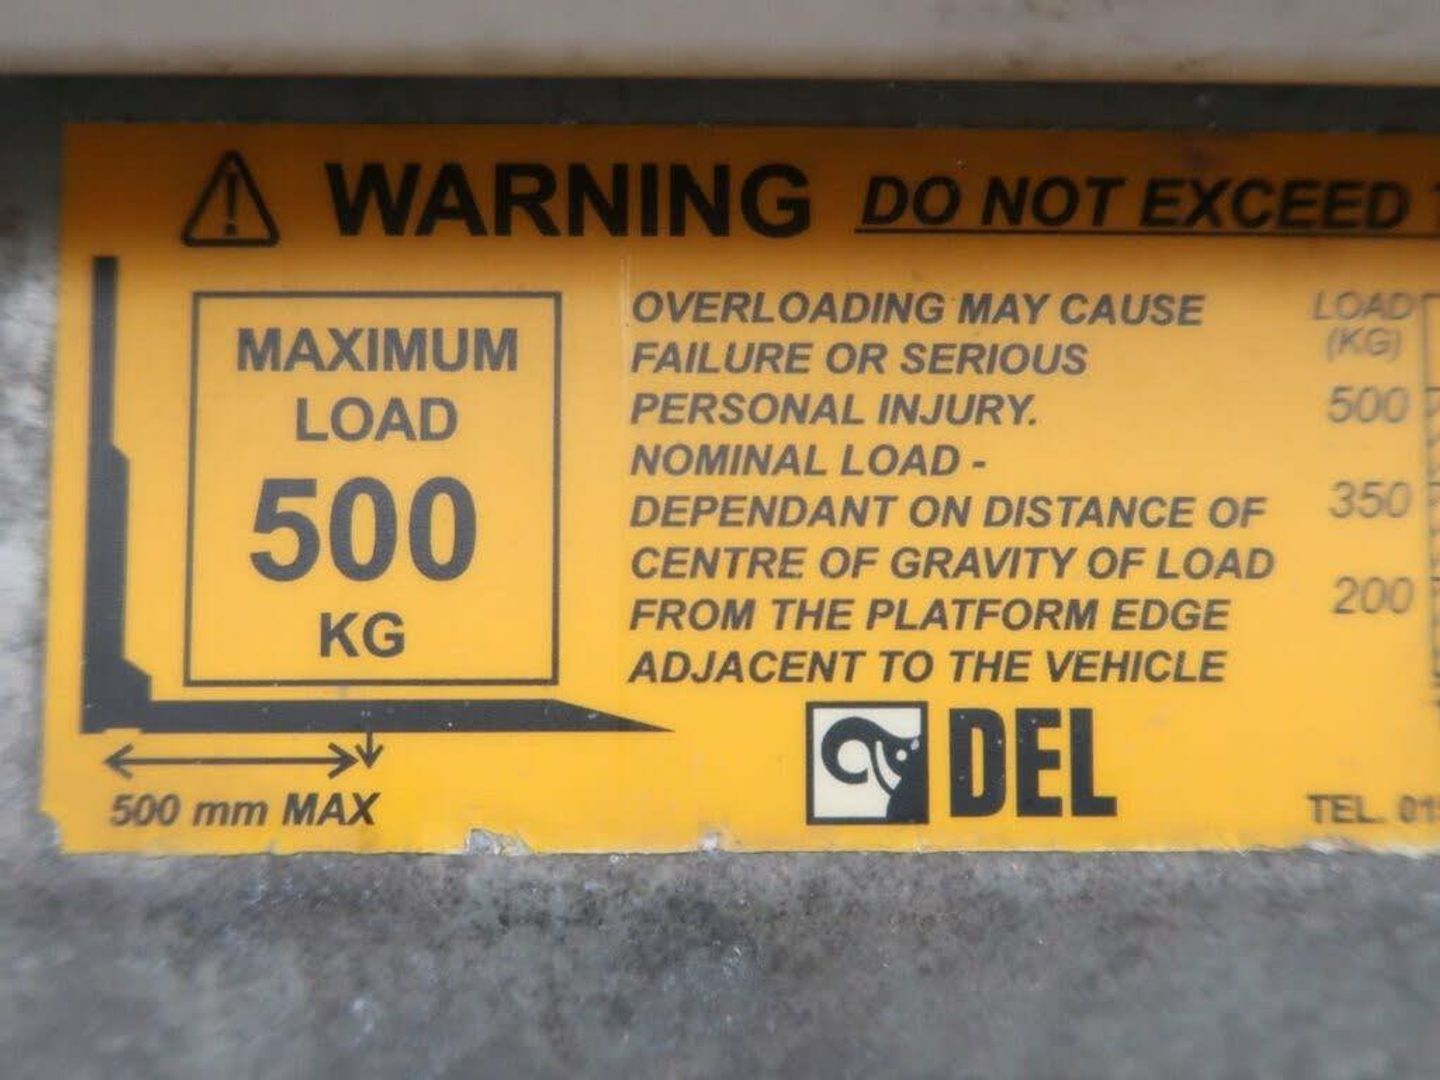 WARNING DO NOT EXCEED
MAXIMUM
LOAD
500
KG
500 mm MAX
OVERLOADING MAY CAUSE
FAILURE OR SERIOUS
PERSONAL INJURY.
NOMINAL LOAD -
DEPENDANT ON DISTANCE OF
CENTRE OF GRAVITY OF LOAD
FROM THE PLATFORM EDGE
ADJACENT TO THE VEHICLE
DEL
LOAD
(KG)
500
350
200
TEL. 01